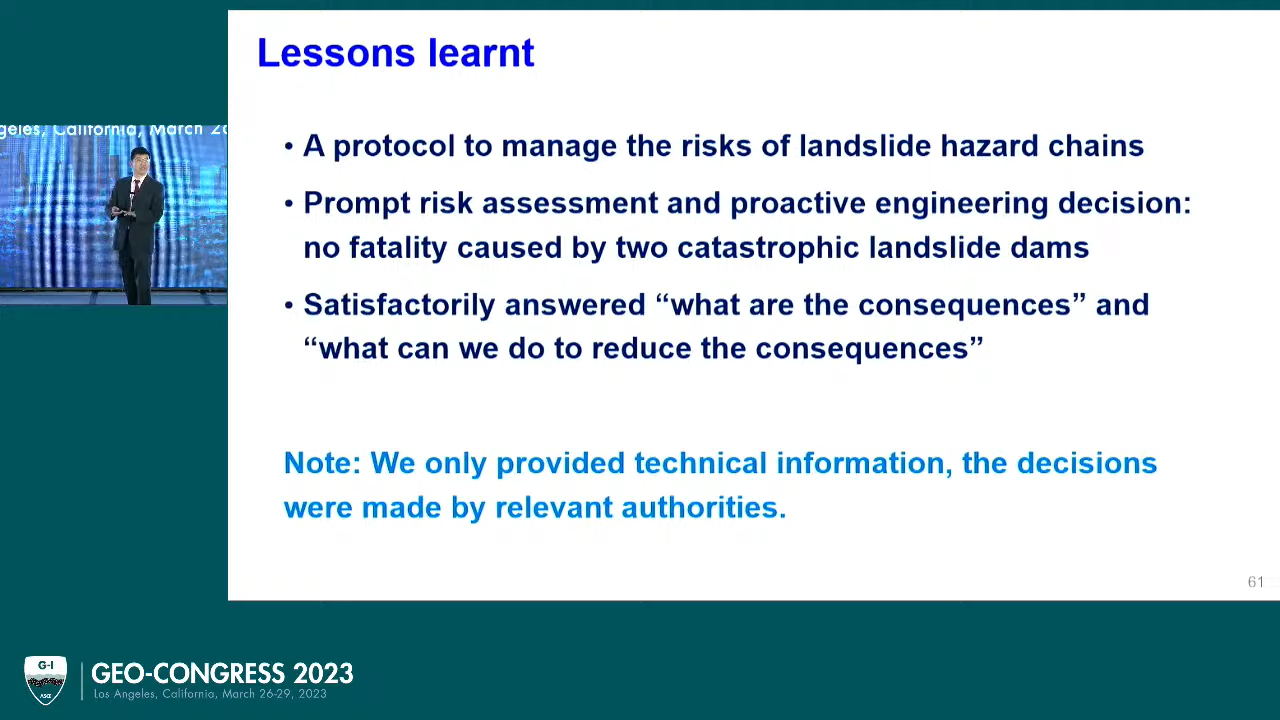 Lessons learnt
geles, California, March 2
• A protocol to manage the risks of landslide hazard chains
• Prompt risk assessment and proactive engineering decision:
no fatality caused by two catastrophic landslide dams
• Satisfactorily answered “what are the consequences” and
“what can we do to reduce the consequences”
Note: We only provided technical information, the decisions
were made by relevant authorities.
61
G-I
ASCE
GEO-CONGRESS 2023
Los Angeles, California, March 26-29, 2023